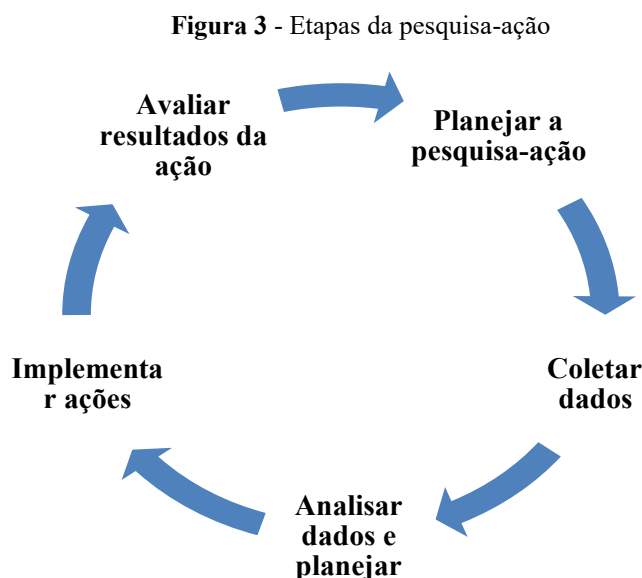 Figura 3 - Etapas da pesquisa-ação
Avaliar
resultados da
ação
Planejar a
pesquisa-ação
Coletar
dados
Analisar
dados e
planejar
Implementa
r ações